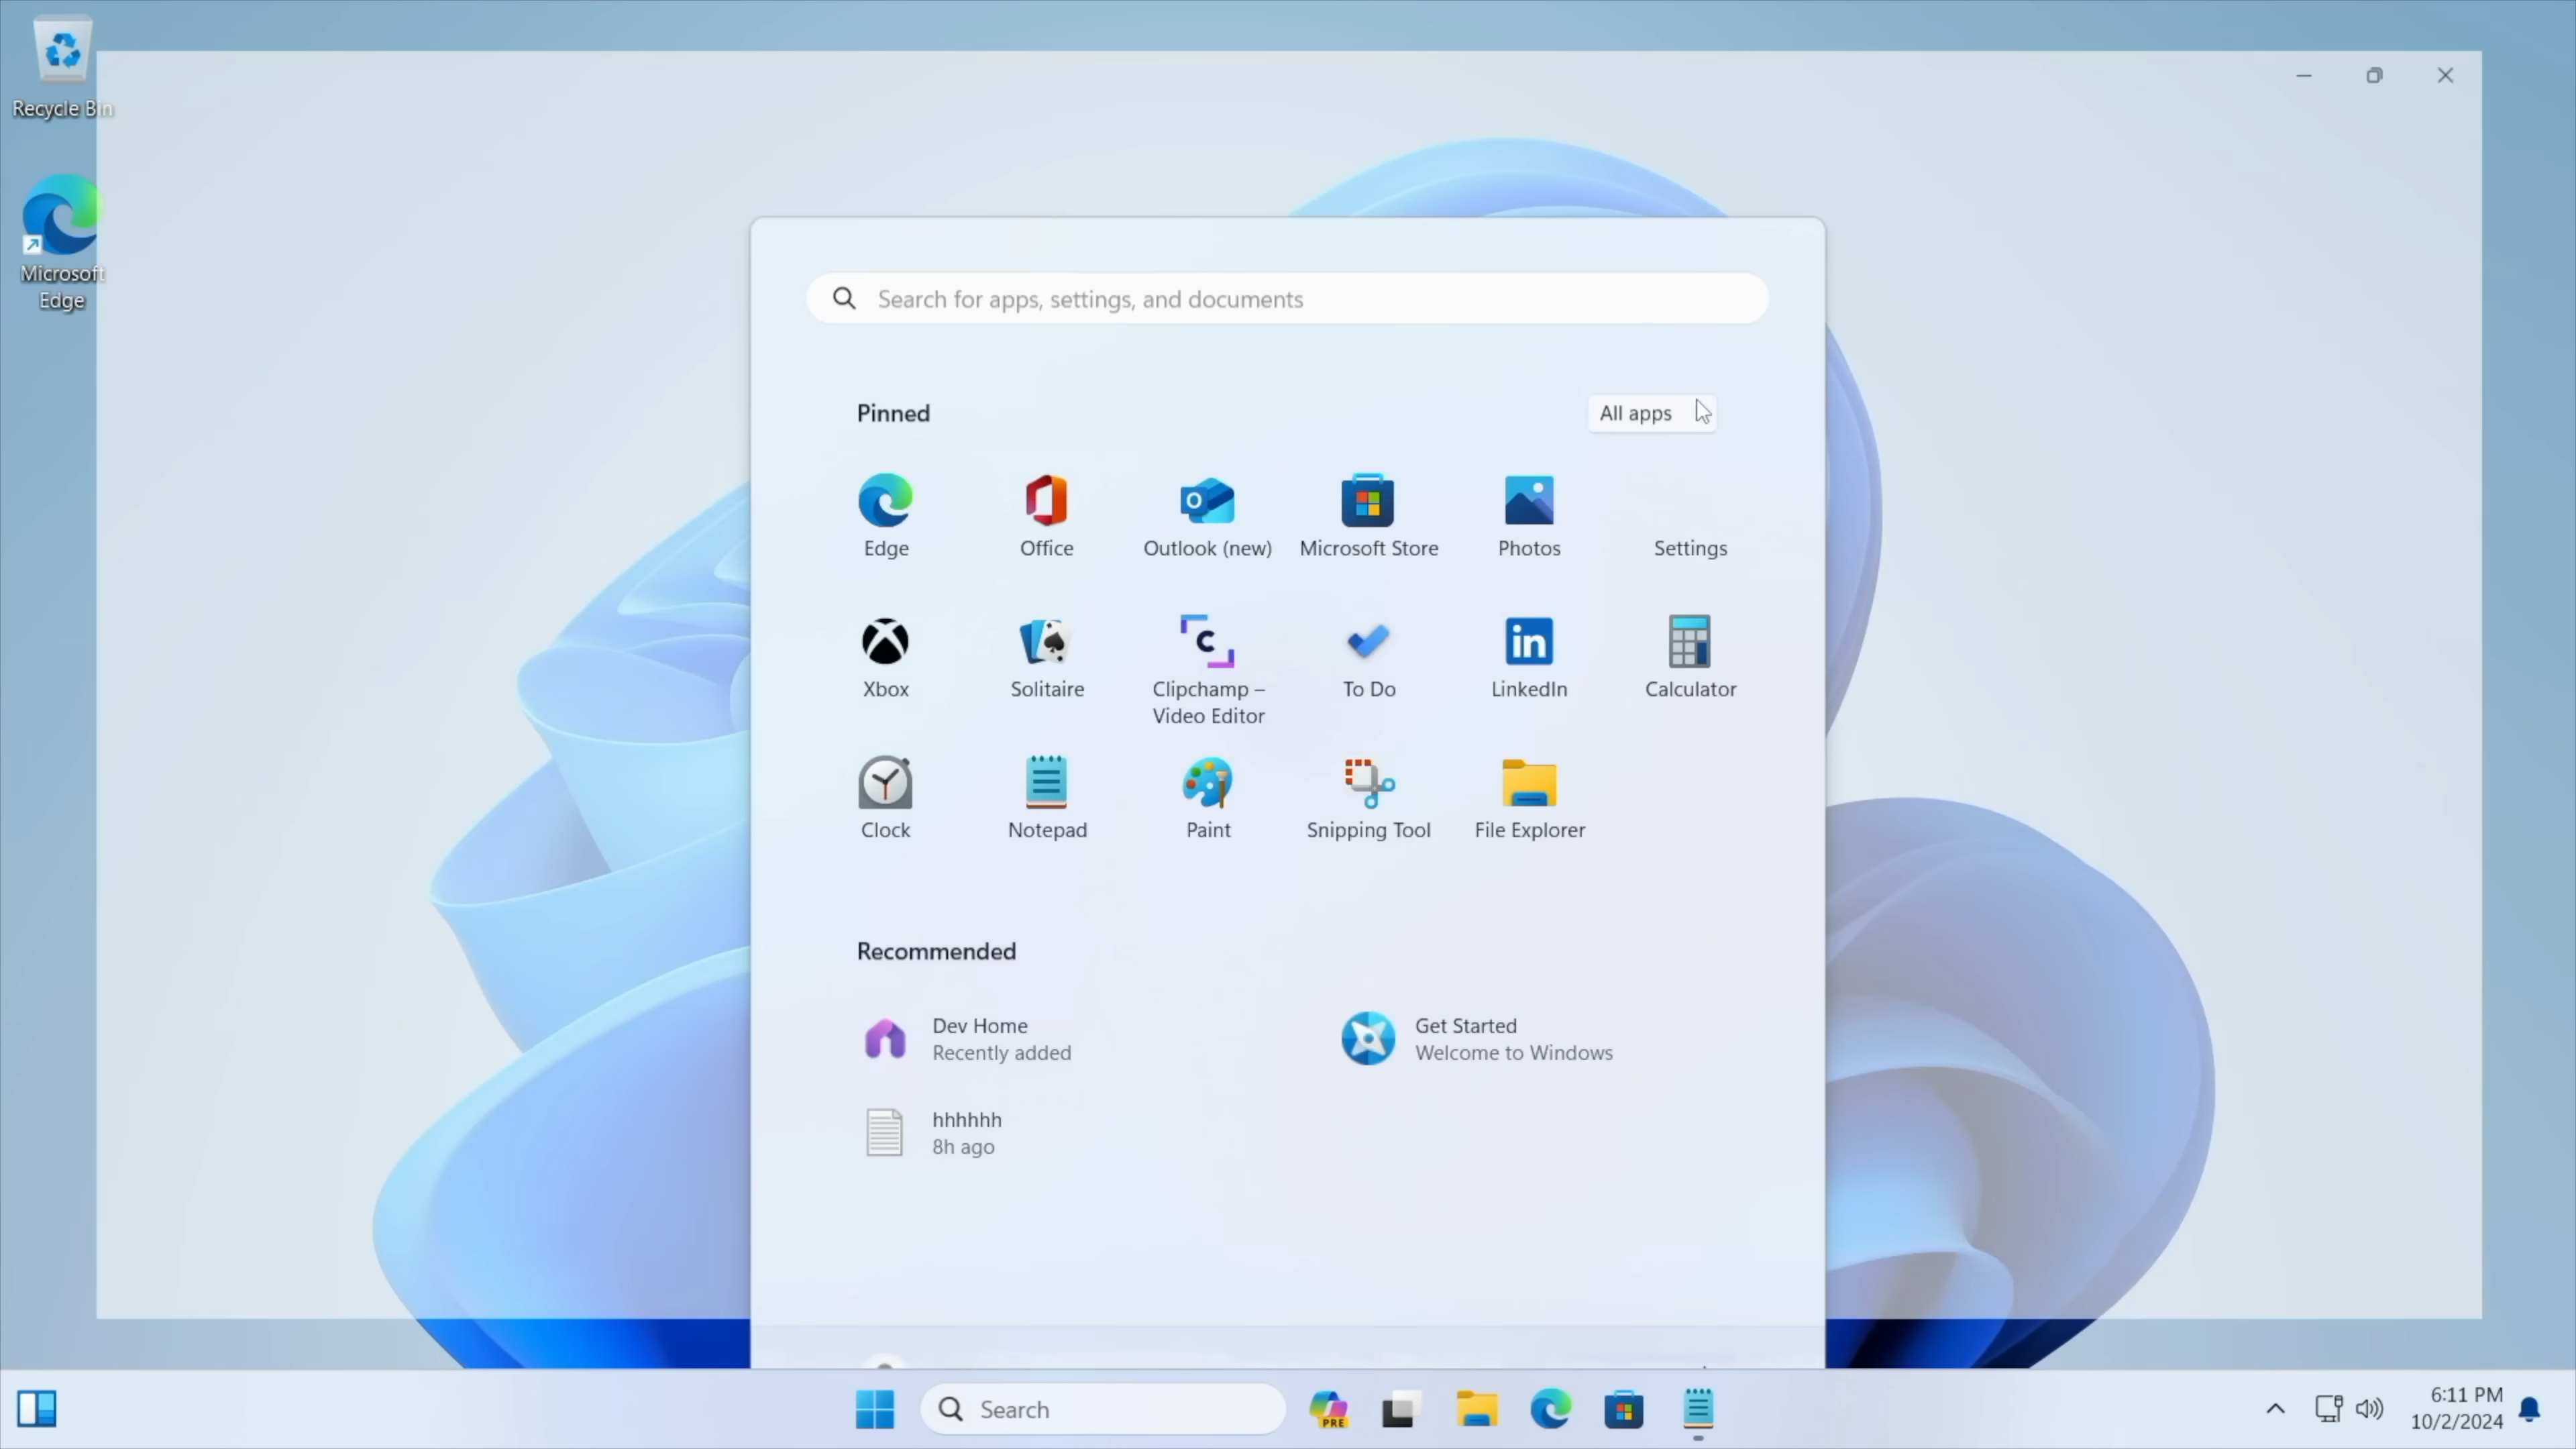 Recycle Bin
Microsoft
Edge
Search for apps, settings, and documents
Pinned
All apps
Edge
Office
Outlook (new)
Microsoft Store
Photos
Settings
Xbox
Solitaire
Clipchamp –
Video Editor
To Do
LinkedIn
Calculator
Clock
Notepad
Paint
Snipping Tool
File Explorer
Recommended
Dev Home
Recently added
Get Started
Welcome to Windows
hhhhhh
8h ago
Search
PRE
6:11 PM
10/2/2024